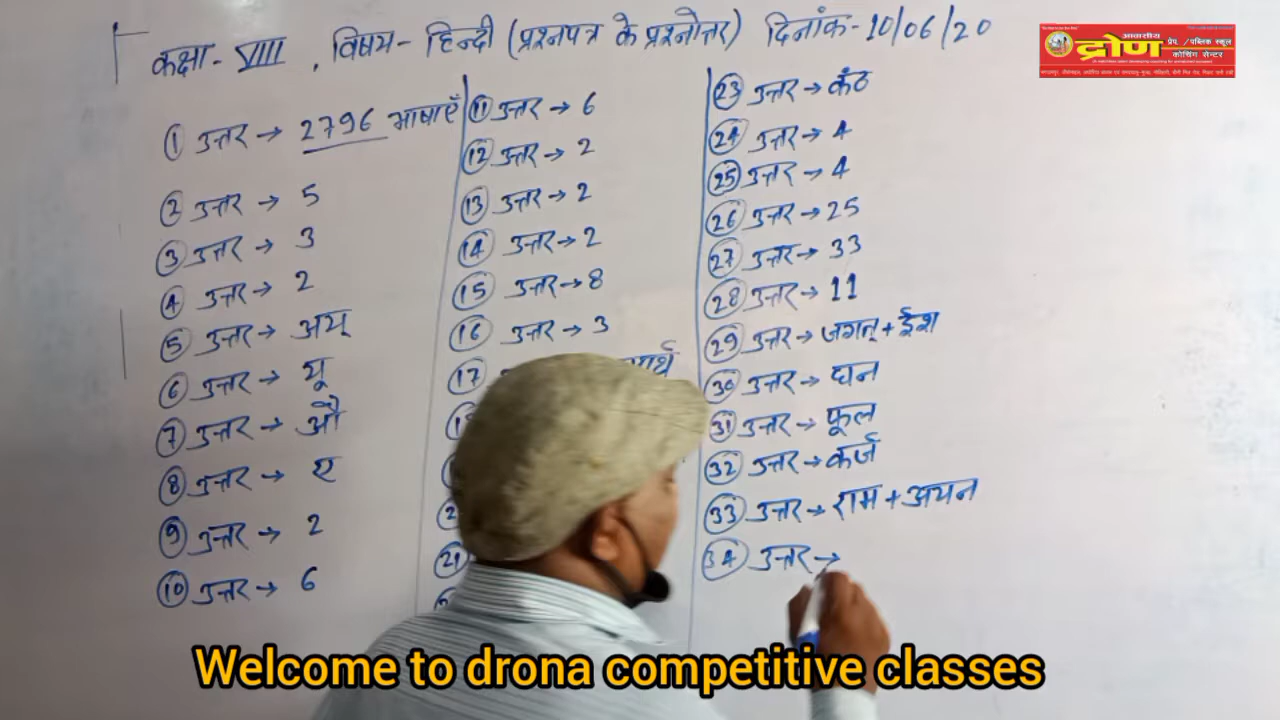 कक्षा- VIII , विषय- हिन्दी (प्रश्नपत्र के प्रश्नोत्तर) दिनांक-10/06/20
① उत्तर → 2796 भाषाएँ
② उत्तर → 5
③ उत्तर → 3
④ उत्तर → 2
⑤ उत्तर → अय्
⑥ उत्तर → यू
⑦ उत्तर → औ
⑧ उत्तर → ए
⑨ उत्तर → 2
⑩ उत्तर → 6
⑪ उत्तर → 6
⑫ उत्तर → 2
⑬ उत्तर → 2
⑭ उत्तर → 2
⑮ उत्तर → 8
⑯ उत्तर → 3
⑰
㉑
㉓ उत्तर → कंठ
㉔ उत्तर → 4
㉕ उत्तर → 4
㉖ उत्तर → 25
㉗ उत्तर → 33
㉘ उत्तर → 11
㉙ उत्तर → जगत् + ईश
㉚ उत्तर → घन
㉛ उत्तर → फूल
㉜ उत्तर → कर्ज
㉝ उत्तर → राम + अयन
㉞ उत्तर →
आवासीय
द्रोण प्रेप. /पब्लिक स्कूल
कोचिंग सेन्टर
Welcome to drona competitive classes